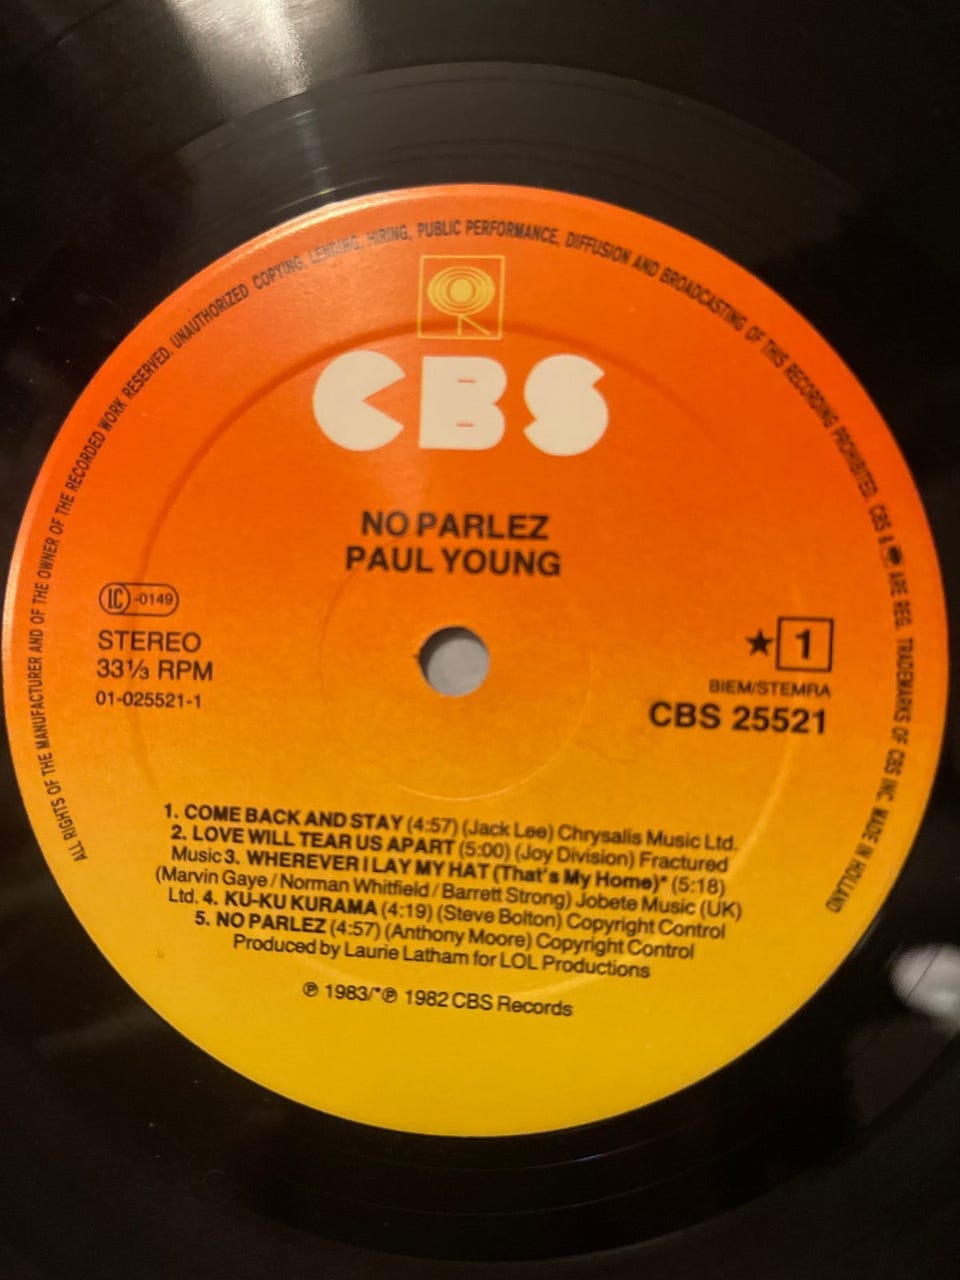 ALL RIGHTS OF THE MANUFACTURER AND OF THE OWNER OF THE RECORDED WORK RESERVED. UNAUTHORIZED COPYING, LENDING, HIRING, PUBLIC PERFORMANCE, DIFFUSION AND BROADCASTING OF THIS RECORDING PROHIBITED. CBS & ARE REG. TRADEMARKS OF CBS INC. MADE IN HOLLAND
CBS
NO PARLEZ
PAUL YOUNG
IC -0149
STEREO
33⅓ RPM
01-025521-1
★ 1
BIEM/STEMRA
CBS 25521
1. COME BACK AND STAY (4:57) (Jack Lee) Chrysalis Music Ltd.
2. LOVE WILL TEAR US APART (5:00) (Joy Division) Fractured
Music 3. WHEREVER I LAY MY HAT (That's My Home)* (5:18)
(Marvin Gaye / Norman Whitfield / Barrett Strong) Jobete Music (UK)
Ltd. 4. KU-KU KURAMA (4:19) (Steve Bolton) Copyright Control
5. NO PARLEZ (4:57) (Anthony Moore) Copyright Control
Produced by Laurie Latham for LOL Productions
℗ 1983/*℗ 1982 CBS Records